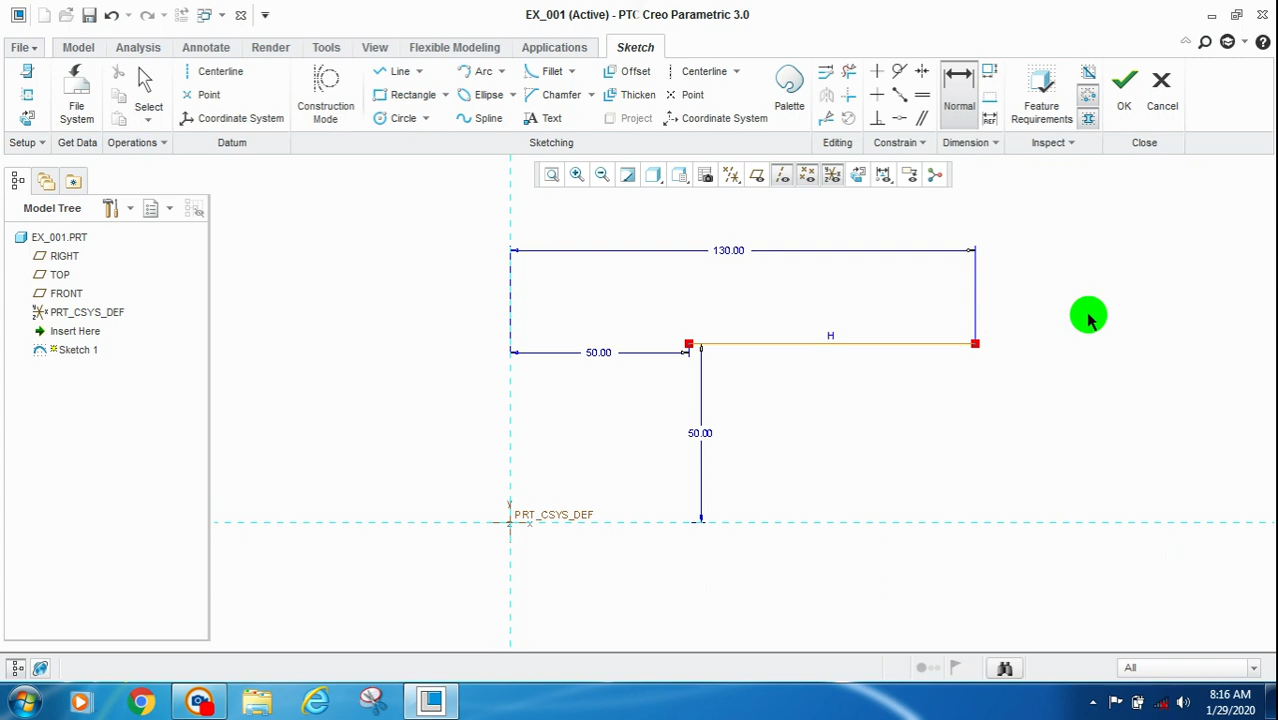 EX_001 (Active) - PTC Creo Parametric 3.0
File Model Analysis Annotate Render Tools View Flexible Modeling Applications Sketch
Centerline Line Arc Fillet Offset Centerline
Point Rectangle Ellipse Chamfer Thicken Point
Coordinate System Circle Spline Text Project Coordinate System
File System
Select
Construction Mode
Palette
Normal
Feature Requirements
OK
Cancel
Setup Get Data Operations Datum Sketching Editing Constrain Dimension Inspect Close
Model Tree
EX_001.PRT
RIGHT
TOP
FRONT
PRT_CSYS_DEF
Insert Here
Sketch 1
130.00
H
50.00
50.00
Y
PRT_CSYS_DEF
X
All
8:16 AM
1/29/2020